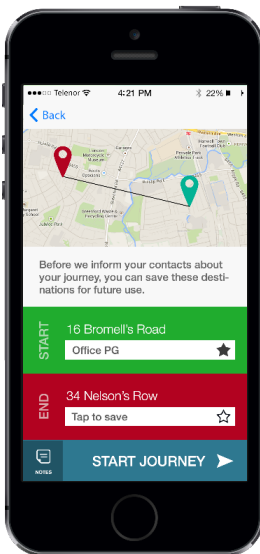 Telenor 4:21 PM 22%
Back
Before we inform your contacts about
your journey, you can save these desti-
nations for future use.
START
16 Bromell's Road
Office PG
END
34 Nelson's Row
Tap to save
NOTES
START JOURNEY